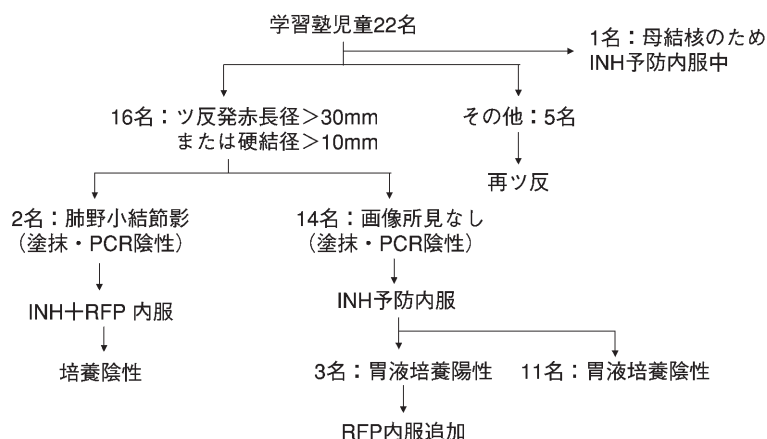 学習塾児童22名
1名：母結核のため
INH予防内服中
16名：ツ反発赤長径＞30mm
または硬結径＞10mm
その他：5名
再ツ反
2名：肺野小結節影
（塗抹・PCR陰性）
14名：画像所見なし
（塗抹・PCR陰性）
INH＋RFP 内服
INH予防内服
培養陰性
3名：胃液培養陽性
11名：胃液培養陰性
RFP内服追加